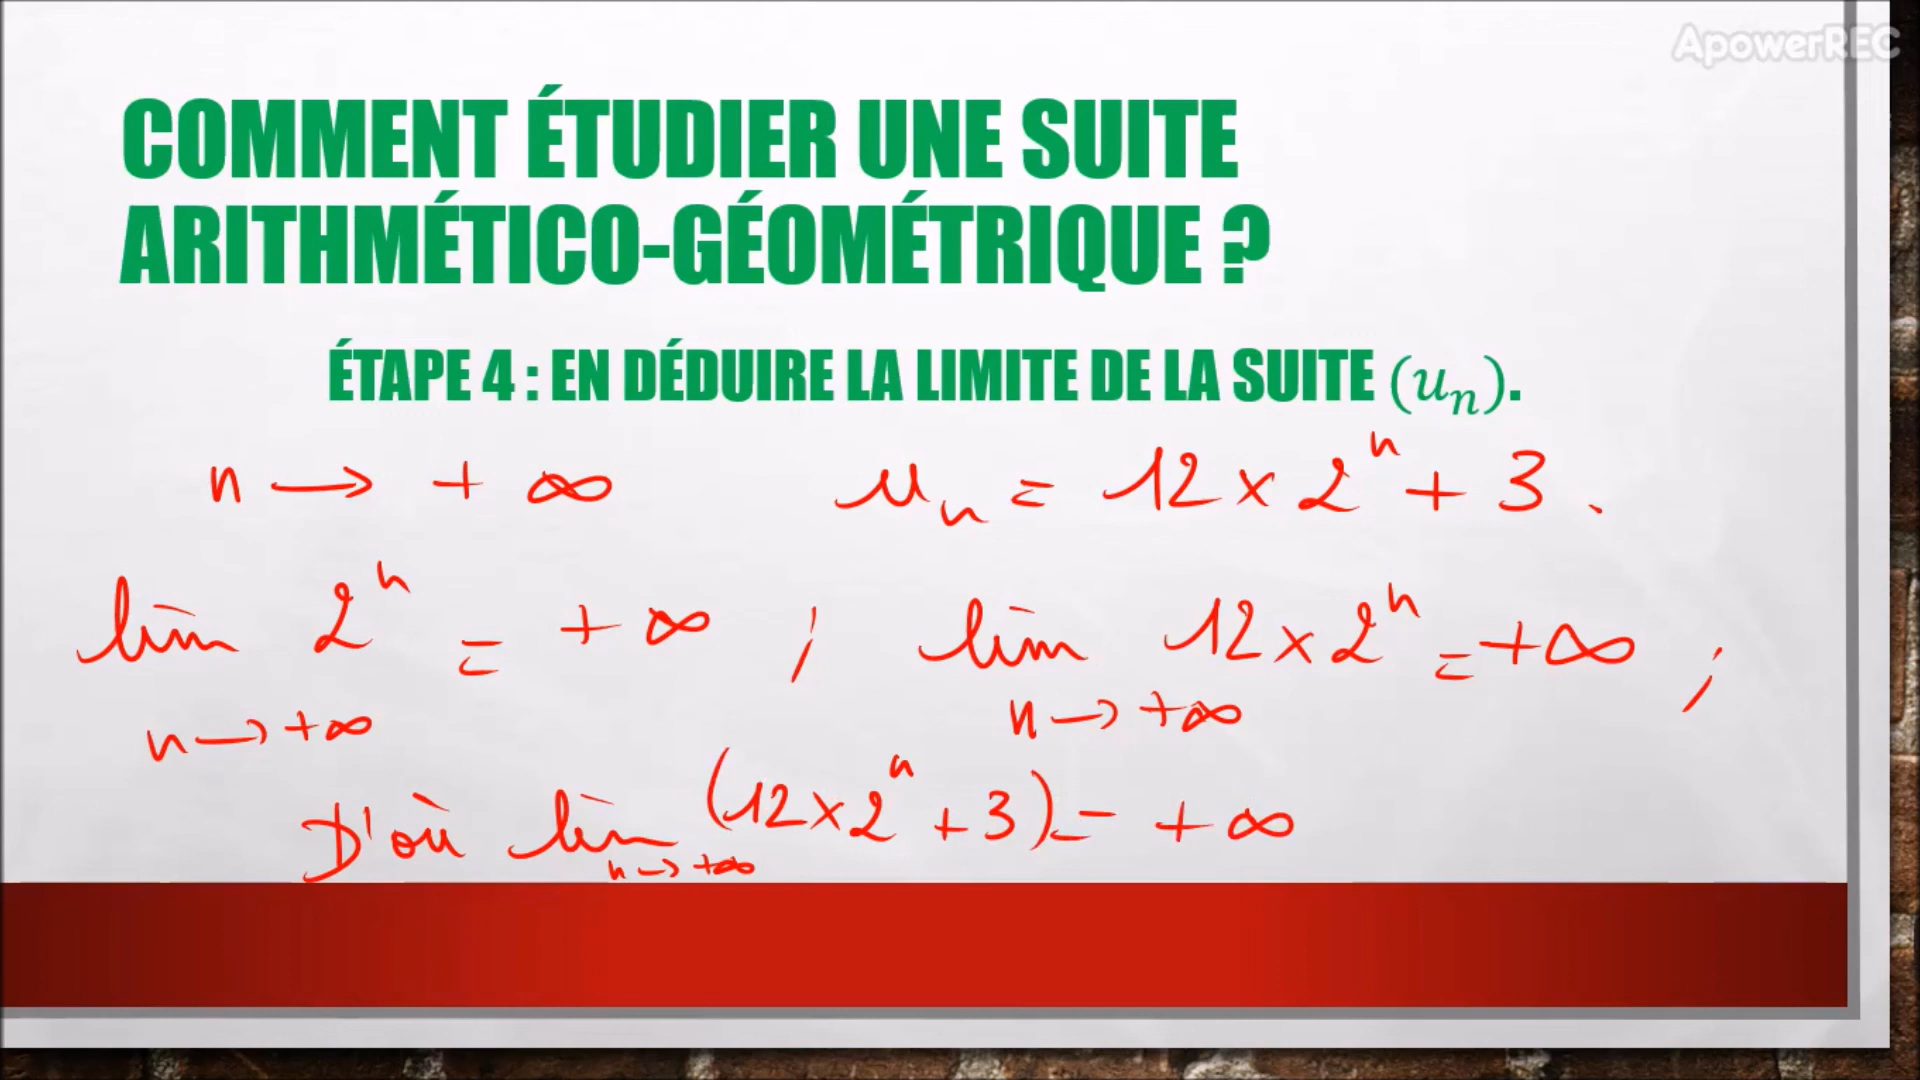 ApowerREC
COMMENT ÉTUDIER UNE SUITE
ARITHMÉTICO-GÉOMÉTRIQUE ?
ÉTAPE 4 : EN DÉDUIRE LA LIMITE DE LA SUITE (uₙ).
n → + ∞ uₙ = 12 × 2ⁿ + 3 .
lim 2ⁿ = + ∞ ; lim 12 × 2ⁿ = + ∞ ;
n → + ∞ n → + ∞
D'où lim (12 × 2ⁿ + 3) = + ∞
n → + ∞